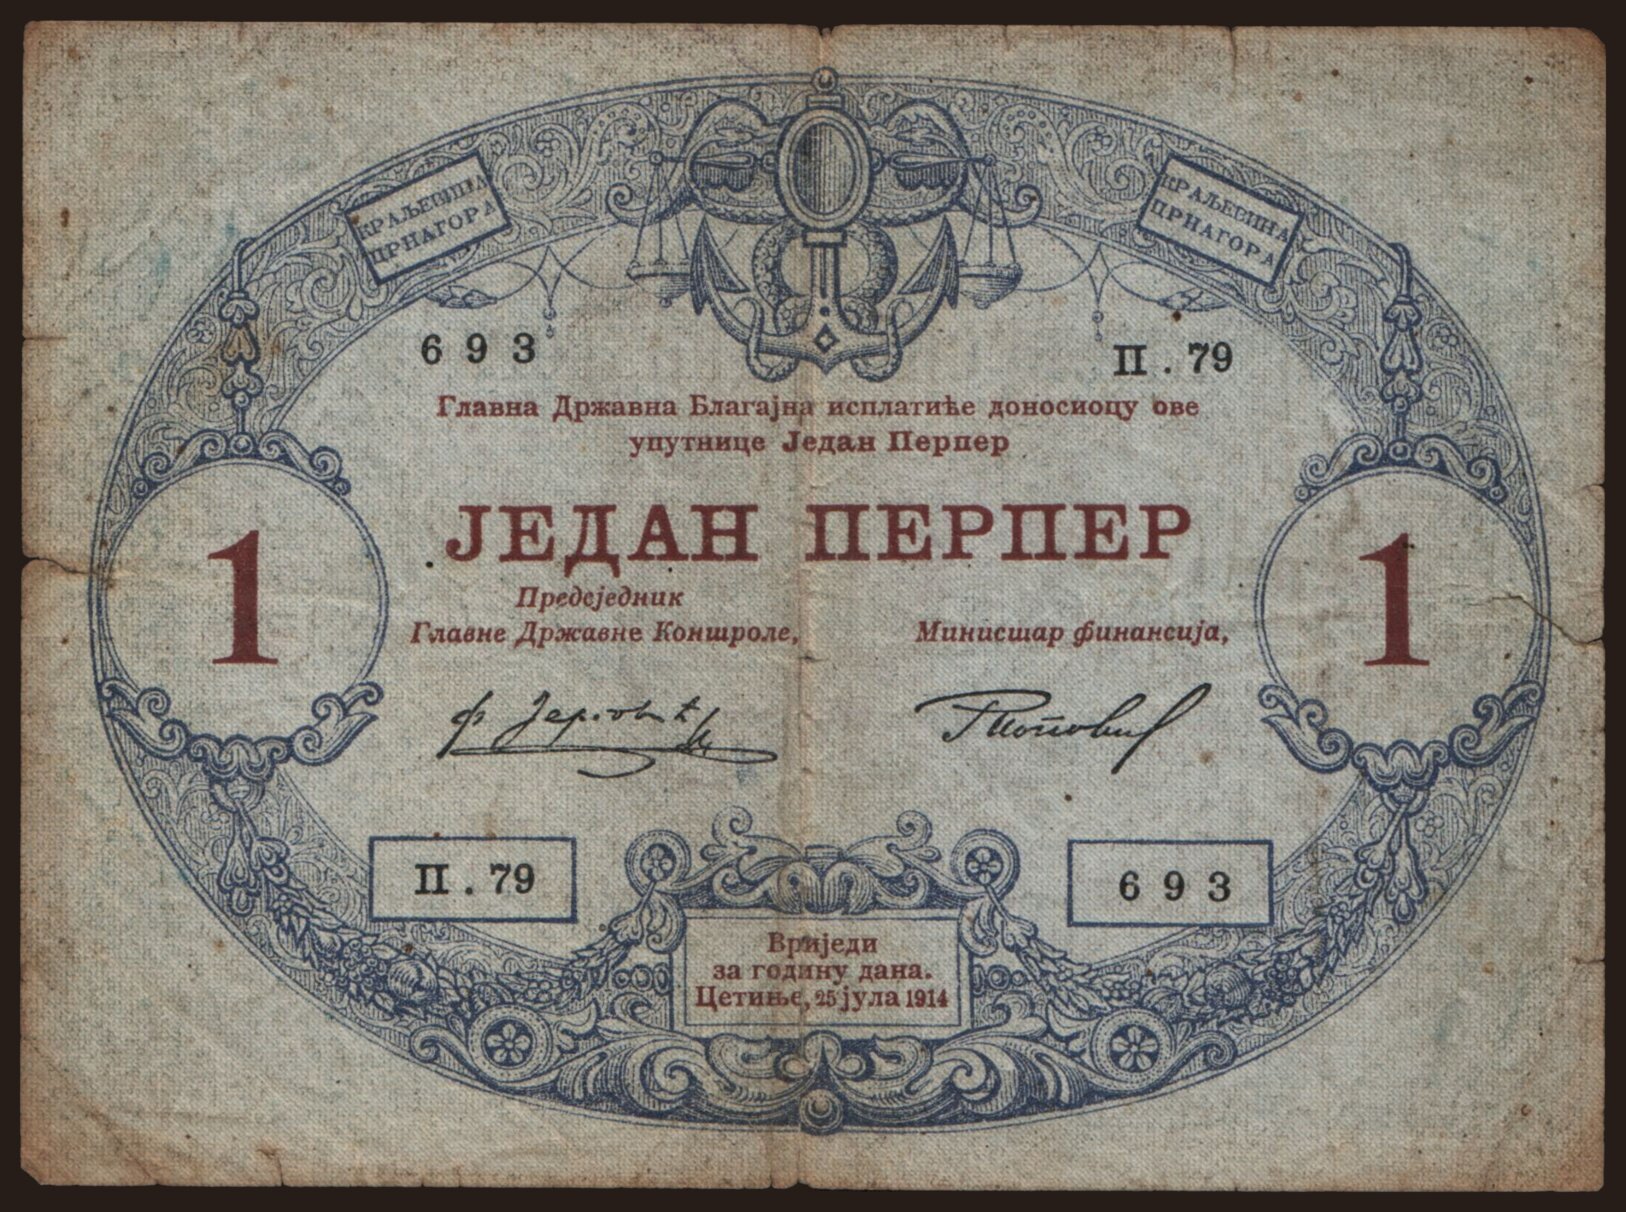 КРАЉЕВИНА
ЦРНАГОРА
КРАЉЕВИНА
ЦРНАГОРА
693
П. 79
Главна Државна Благајна исплатиће доносиоцу ове
упутнице Један Перпер
ЈЕДАН ПЕРПЕР
1
1
Предсједник
Главне Државне Контроле,
Министар финансија,
П. 79
693
Вриједи
за годину дана.
Цетиње, 25 јула 1914